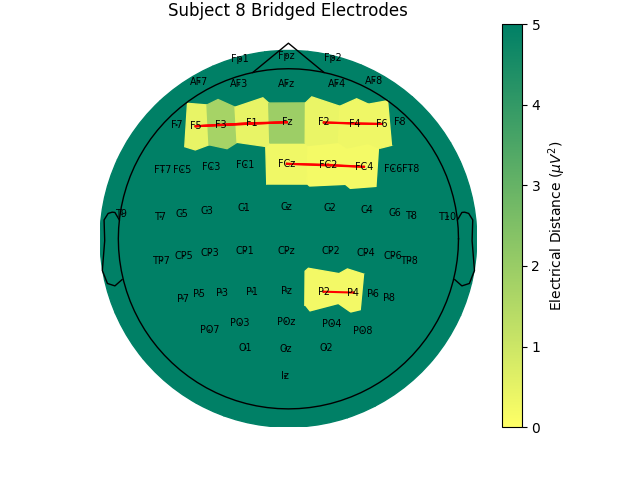 Subject 8 Bridged Electrodes
Fp1 Fpz Fp2
AF7 AF3 AFz AF4 AF8
F7 F5 F3 F1 Fz F2 F4 F6 F8
FT7 FC5 FC3 FC1 FCz FC2 FC4 FC6 FT8
T9 T7 C5 C3 C1 Cz C2 C4 C6 T8 T10
TP7 CP5 CP3 CP1 CPz CP2 CP4 CP6 TP8
P7 P5 P3 P1 Pz P2 P4 P6 P8
PO7 PO3 POz PO4 PO8
O1 Oz O2
Iz
5
4
3
2
1
0
Electrical Distance (μV²)